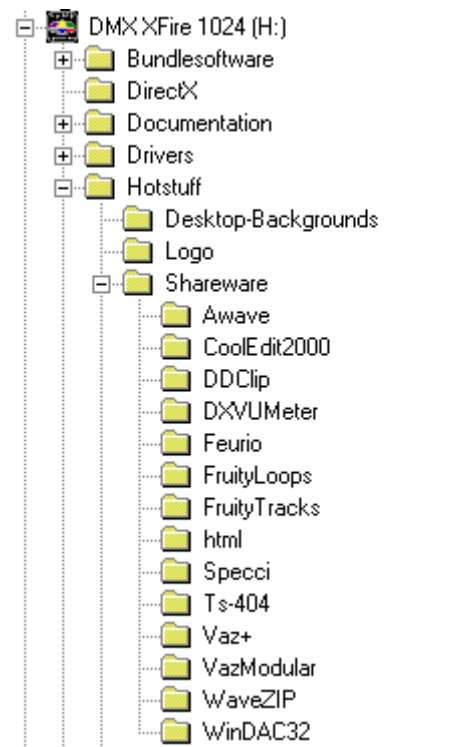 DMX XFire 1024 (H:)
Bundlesoftware
DirectX
Documentation
Drivers
Hotstuff
Desktop-Backgrounds
Logo
Shareware
Awave
CoolEdit2000
DDClip
DXVUMeter
Feurio
FruityLoops
FruityTracks
html
Specci
Ts-404
Vaz+
VazModular
WaveZIP
WinDAC32